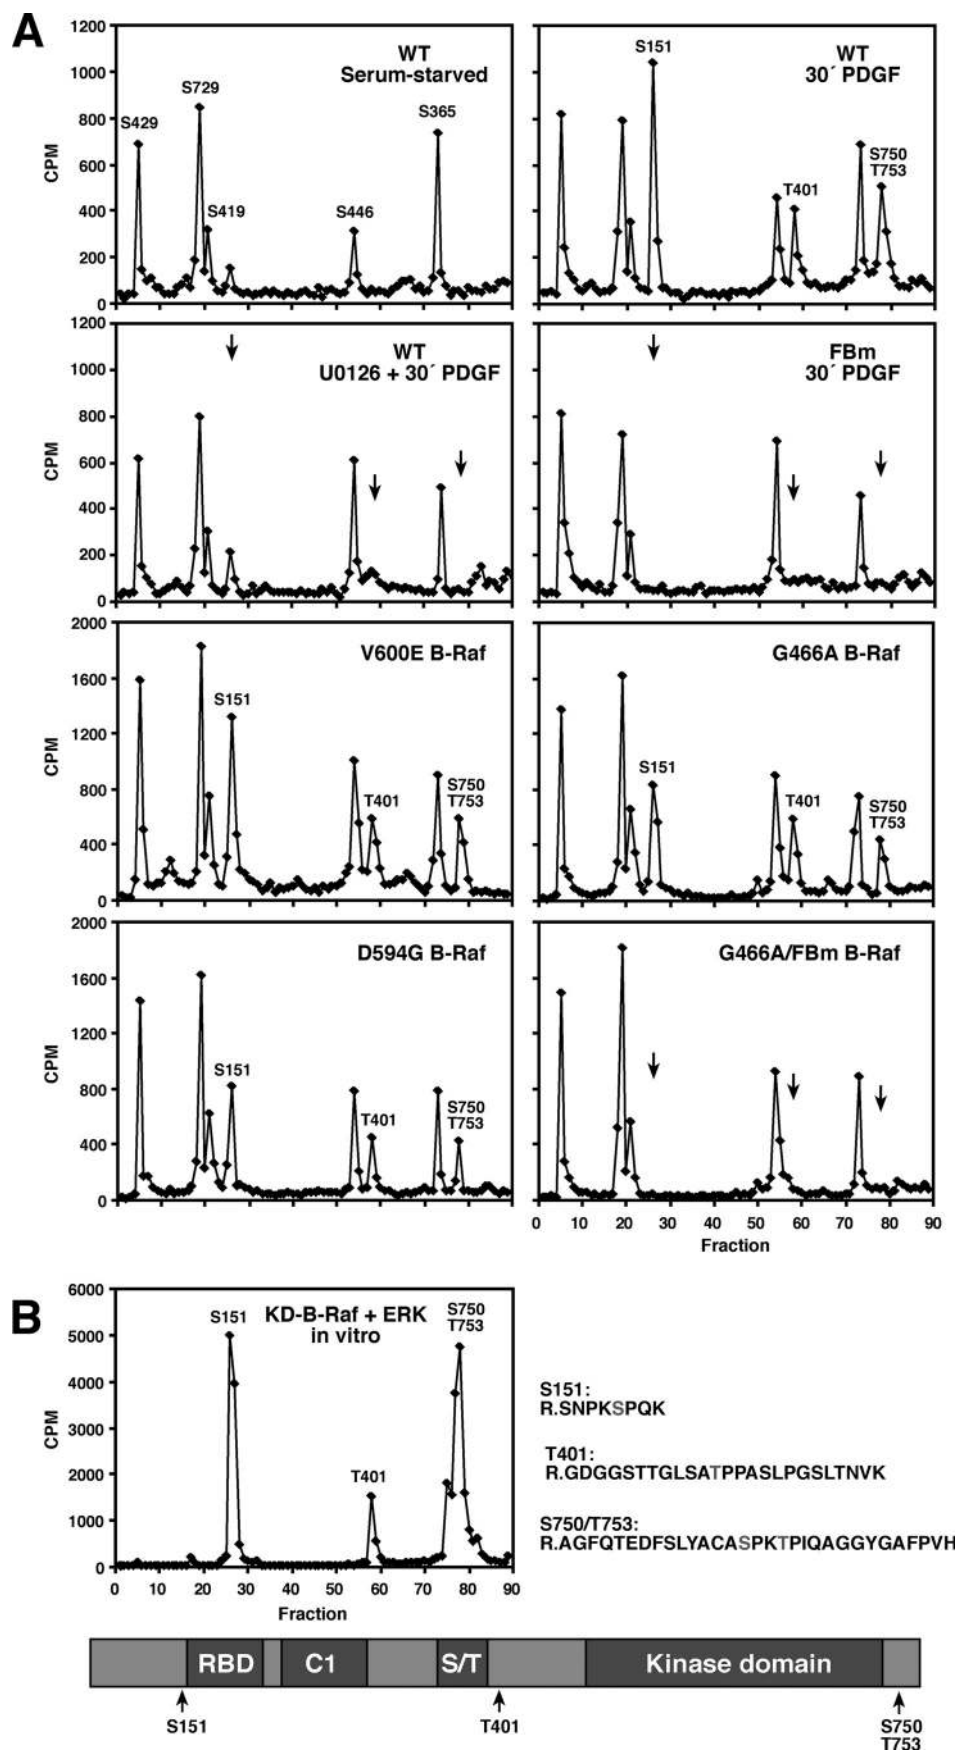 A
1200
1000
800
600
400
200
0
CPM
WT
Serum-starved
S429
S729
S419
S446
S365
WT
30´ PDGF
S151
T401
S750
T753
1200
1000
800
600
400
200
0
CPM
WT
U0126 + 30´ PDGF
FBm
30´ PDGF
2000
1600
1200
800
400
0
CPM
V600E B-Raf
S151
T401
S750
T753
G466A B-Raf
S151
T401
S750
T753
2000
1600
1200
800
400
0
CPM
D594G B-Raf
S151
T401
S750
T753
G466A/FBm B-Raf
0 10 20 30 40 50 60 70 80 90
Fraction
B
6000
5000
4000
3000
2000
1000
0
CPM
KD-B-Raf + ERK
in vitro
S151
T401
S750
T753
0 10 20 30 40 50 60 70 80 90
Fraction
S151:
R.SNPKSPQK
T401:
R.GDGGSTTGLSATPPASLPGSLTNVK
S750/T753:
R.AGFQTEDFSLYACASPKTPIQAGGYGAFPVH
RBD C1 S/T Kinase domain
S151 T401 S750
T753